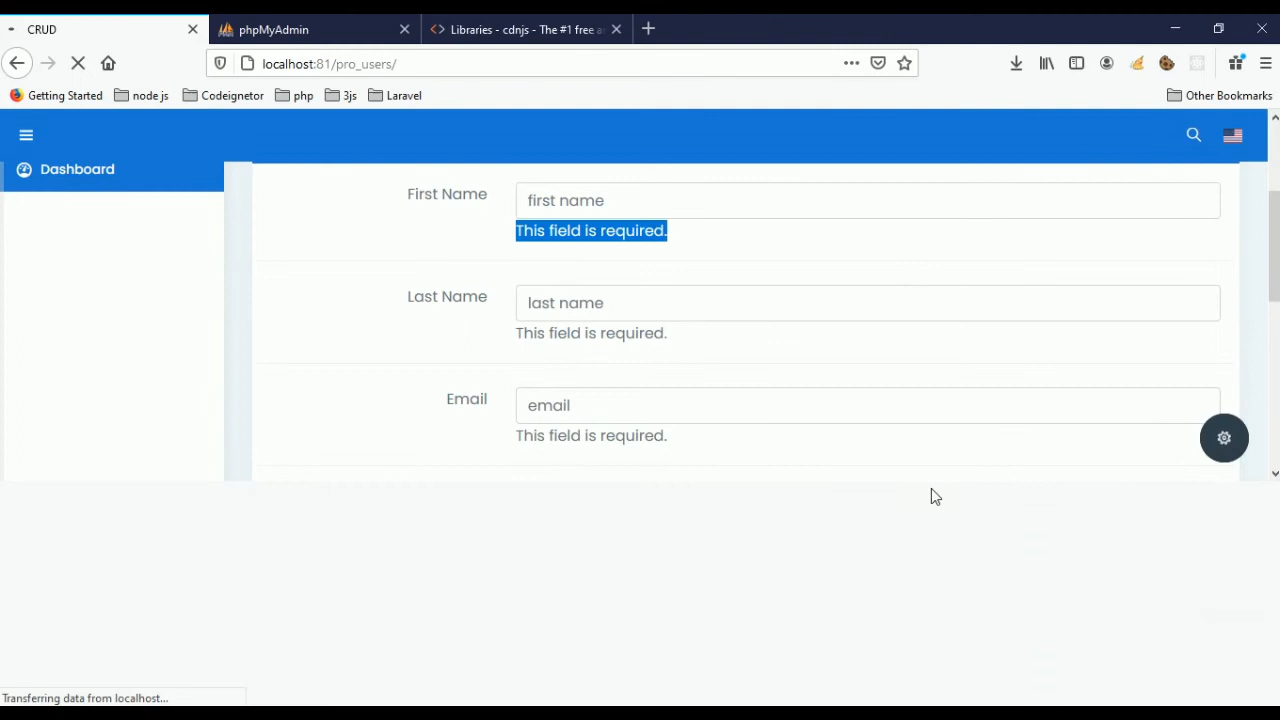 CRUD
phpMyAdmin
Libraries - cdnjs - The #1 free a
localhost:81/pro_users/
Getting Started
node js
Codeignetor
php
3js
Laravel
Other Bookmarks
Dashboard
First Name
first name
This field is required.
Last Name
last name
This field is required.
Email
email
This field is required.
Transferring data from localhost...